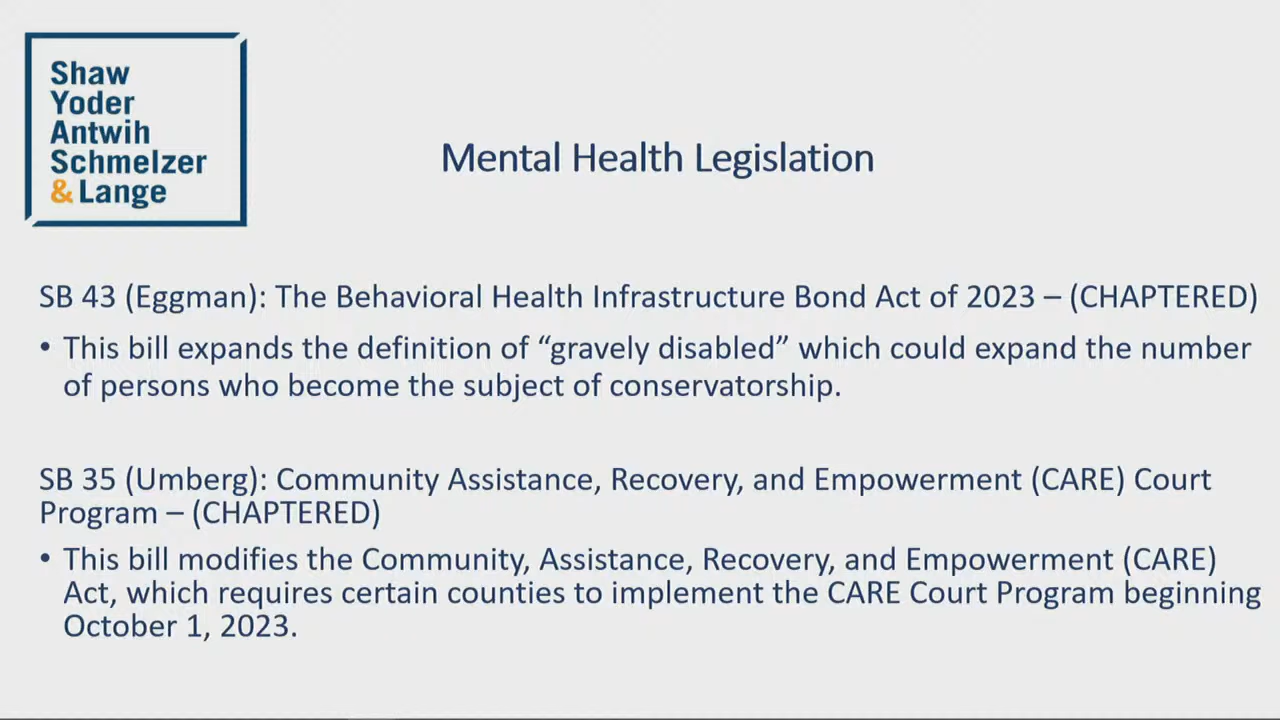 Shaw
Yoder
Antwih
Schmelzer
& Lange
Mental Health Legislation
SB 43 (Eggman): The Behavioral Health Infrastructure Bond Act of 2023 – (CHAPTERED)
• This bill expands the definition of “gravely disabled” which could expand the number
of persons who become the subject of conservatorship.
SB 35 (Umberg): Community Assistance, Recovery, and Empowerment (CARE) Court
Program – (CHAPTERED)
• This bill modifies the Community, Assistance, Recovery, and Empowerment (CARE)
Act, which requires certain counties to implement the CARE Court Program beginning
October 1, 2023.